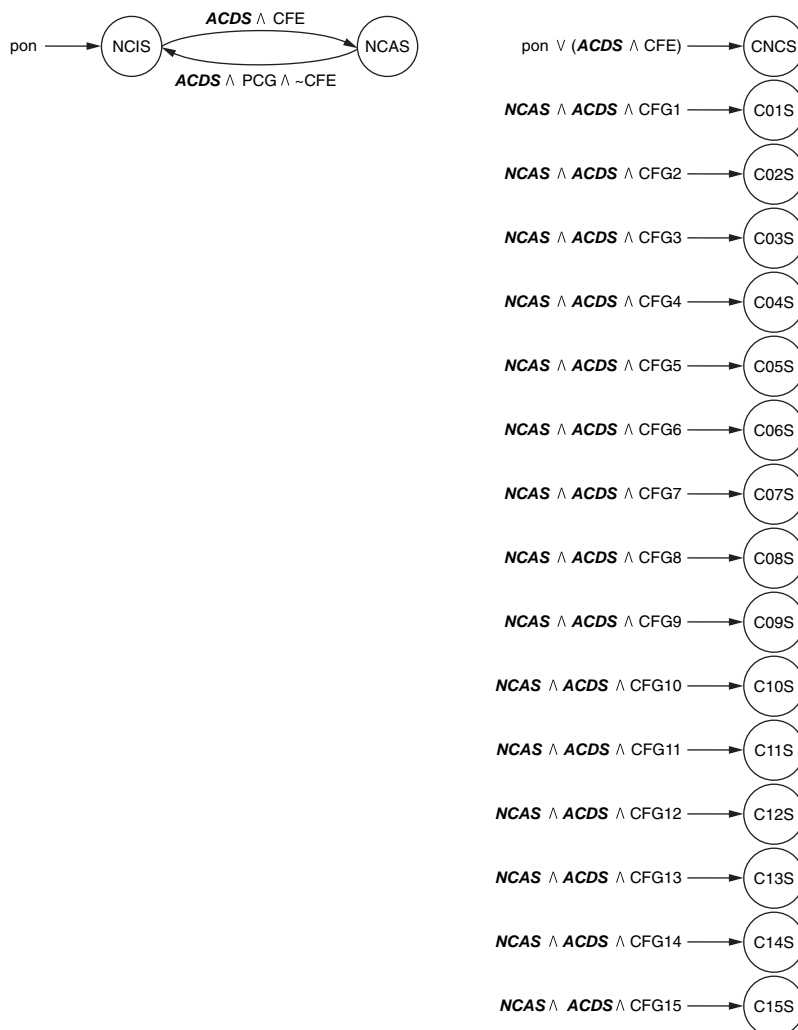 pon
NCIS
ACDS ∧ CFE
NCAS
ACDS ∧ PCG ∧ ~CFE
pon ∨ (ACDS ∧ CFE)
CNCS
NCAS ∧ ACDS ∧ CFG1
C01S
NCAS ∧ ACDS ∧ CFG2
C02S
NCAS ∧ ACDS ∧ CFG3
C03S
NCAS ∧ ACDS ∧ CFG4
C04S
NCAS ∧ ACDS ∧ CFG5
C05S
NCAS ∧ ACDS ∧ CFG6
C06S
NCAS ∧ ACDS ∧ CFG7
C07S
NCAS ∧ ACDS ∧ CFG8
C08S
NCAS ∧ ACDS ∧ CFG9
C09S
NCAS ∧ ACDS ∧ CFG10
C10S
NCAS ∧ ACDS ∧ CFG11
C11S
NCAS ∧ ACDS ∧ CFG12
C12S
NCAS ∧ ACDS ∧ CFG13
C13S
NCAS ∧ ACDS ∧ CFG14
C14S
NCAS ∧ ACDS ∧ CFG15
C15S